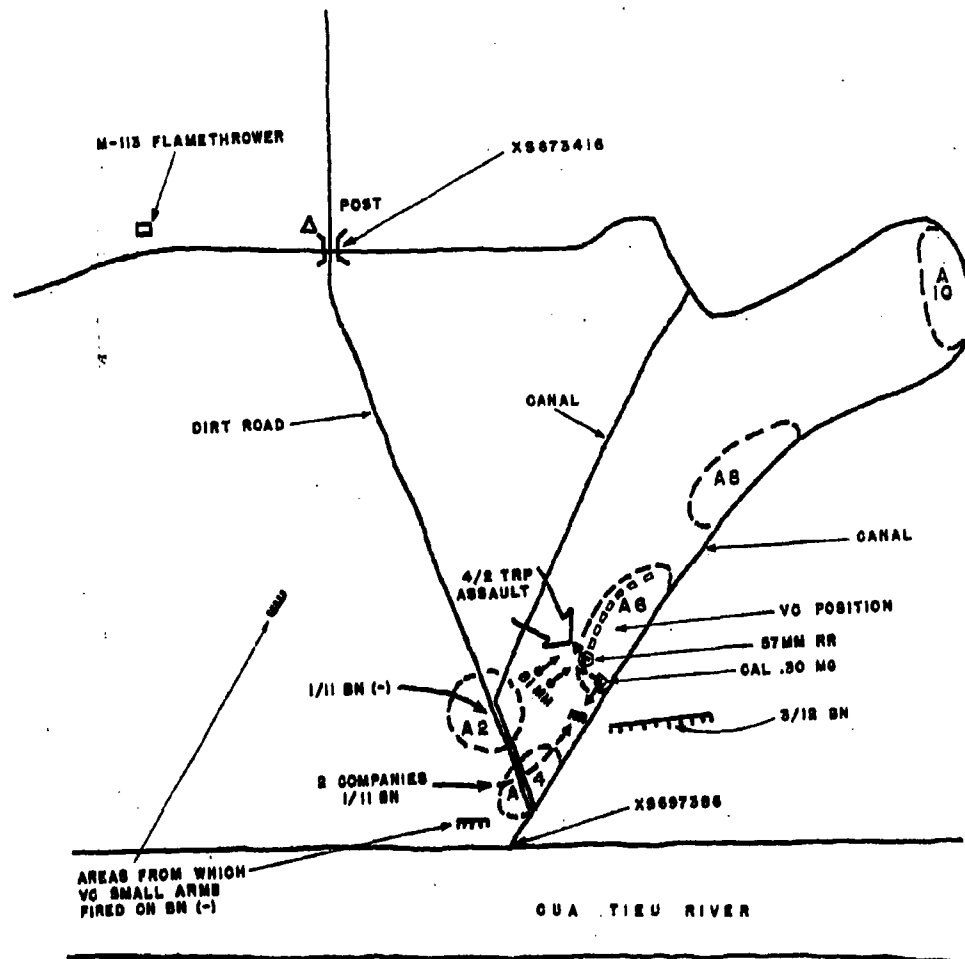 M-113 FLAMETHROWER
XS673416
POST
A
10
DIRT ROAD
CANAL
A8
CANAL
4/2 TRP
ASSAULT
A6
VC POSITION
57MM RR
CAL .30 MG
81 MM
1/11 BN (-)
A2
3/12 BN
2 COMPANIES
1/11 BN
A 4
XS697386
AREAS FROM WHICH
VC SMALL ARMS
FIRED ON BN (-)
CUA TIEU RIVER